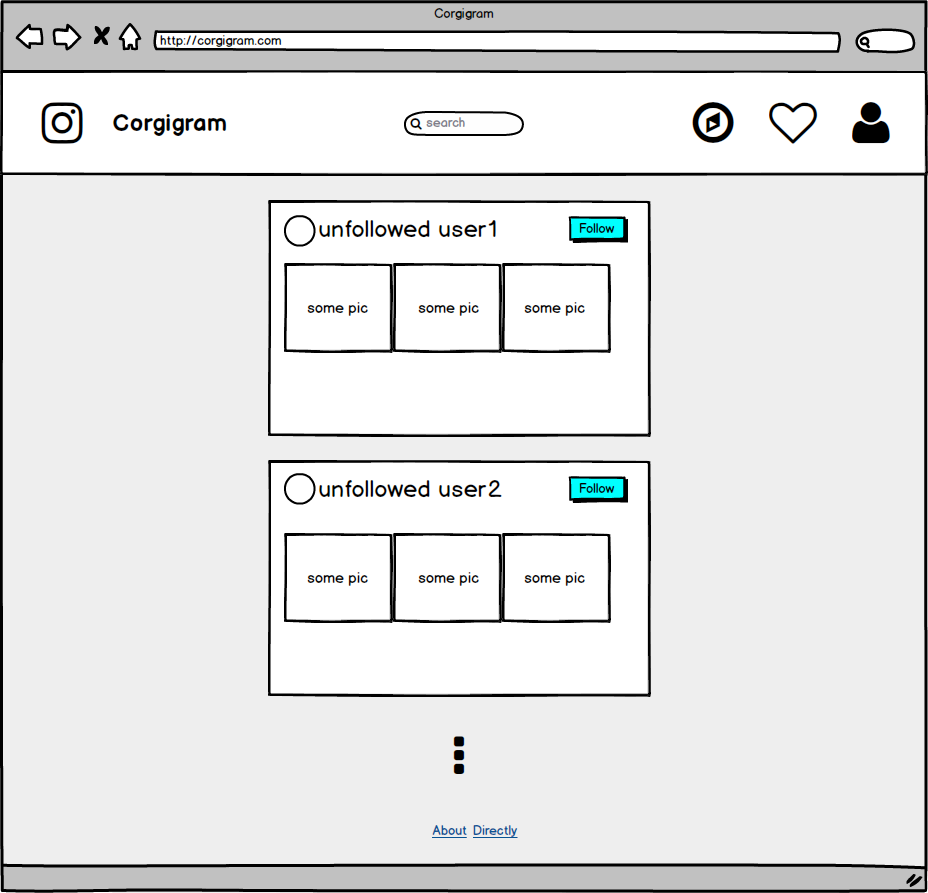 Corgigram
http://corgigram.com
Corgigram
search
unfollowed user1
Follow
some pic some pic some pic
unfollowed user2
Follow
some pic some pic some pic
About Directly